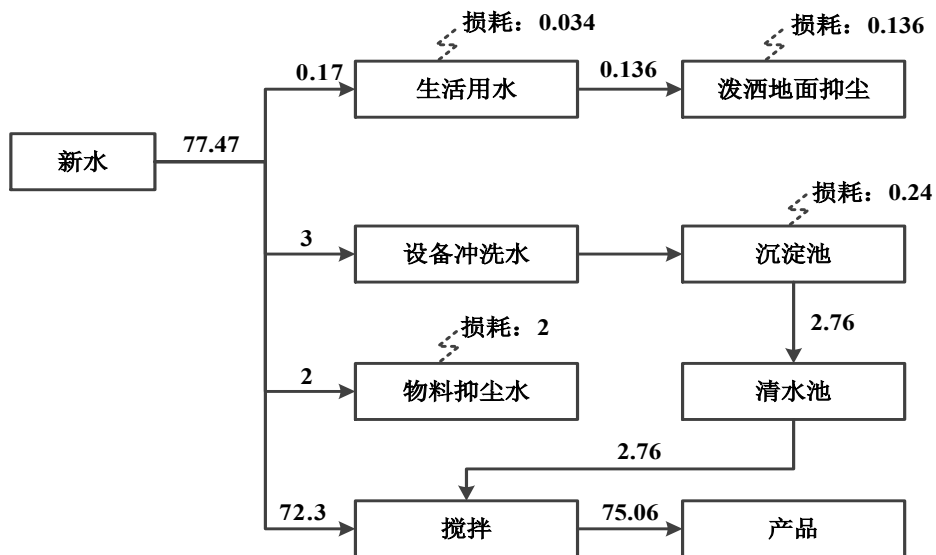 损耗：0.034
损耗：0.136
0.17
生活用水
0.136
泼洒地面抑尘
新水
77.47
损耗：0.24
3
设备冲洗水
沉淀池
2.76
损耗：2
2
物料抑尘水
清水池
2.76
72.3
搅拌
75.06
产品